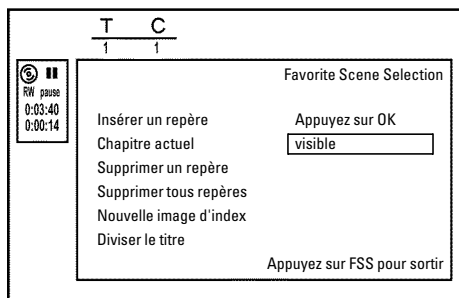 T C
1 1
RW pause
0:03:40
0:00:14
Favorite Scene Selection
Insérer un repère Appuyez sur OK
Chapitre actuel visible
Supprimer un repère
Supprimer tous repères
Nouvelle image d'index
Diviser le titre
Appuyez sur FSS pour sortir